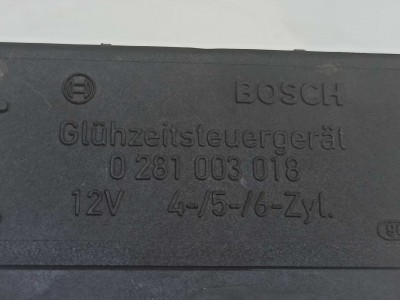 BOSCH
Glühzeitsteuergerät
0 281 003 018
12V 4-/5-/6-Zyl.